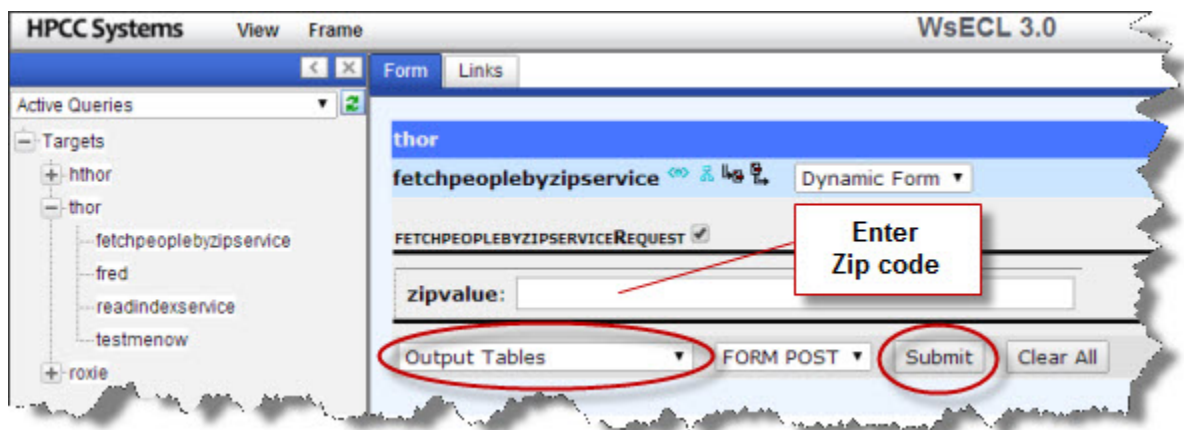 HPCC Systems View Frame WsECL 3.0
Form Links
Active Queries
Targets
hthor
thor
fetchpeoplebyzipservice
fred
readindexservice
testmenow
roxie
thor
fetchpeoplebyzipservice Dynamic Form
FETCHPEOPLEBYZIPSERVICEREQUEST
Enter
Zip code
zipvalue:
Output Tables FORM POST Submit Clear All